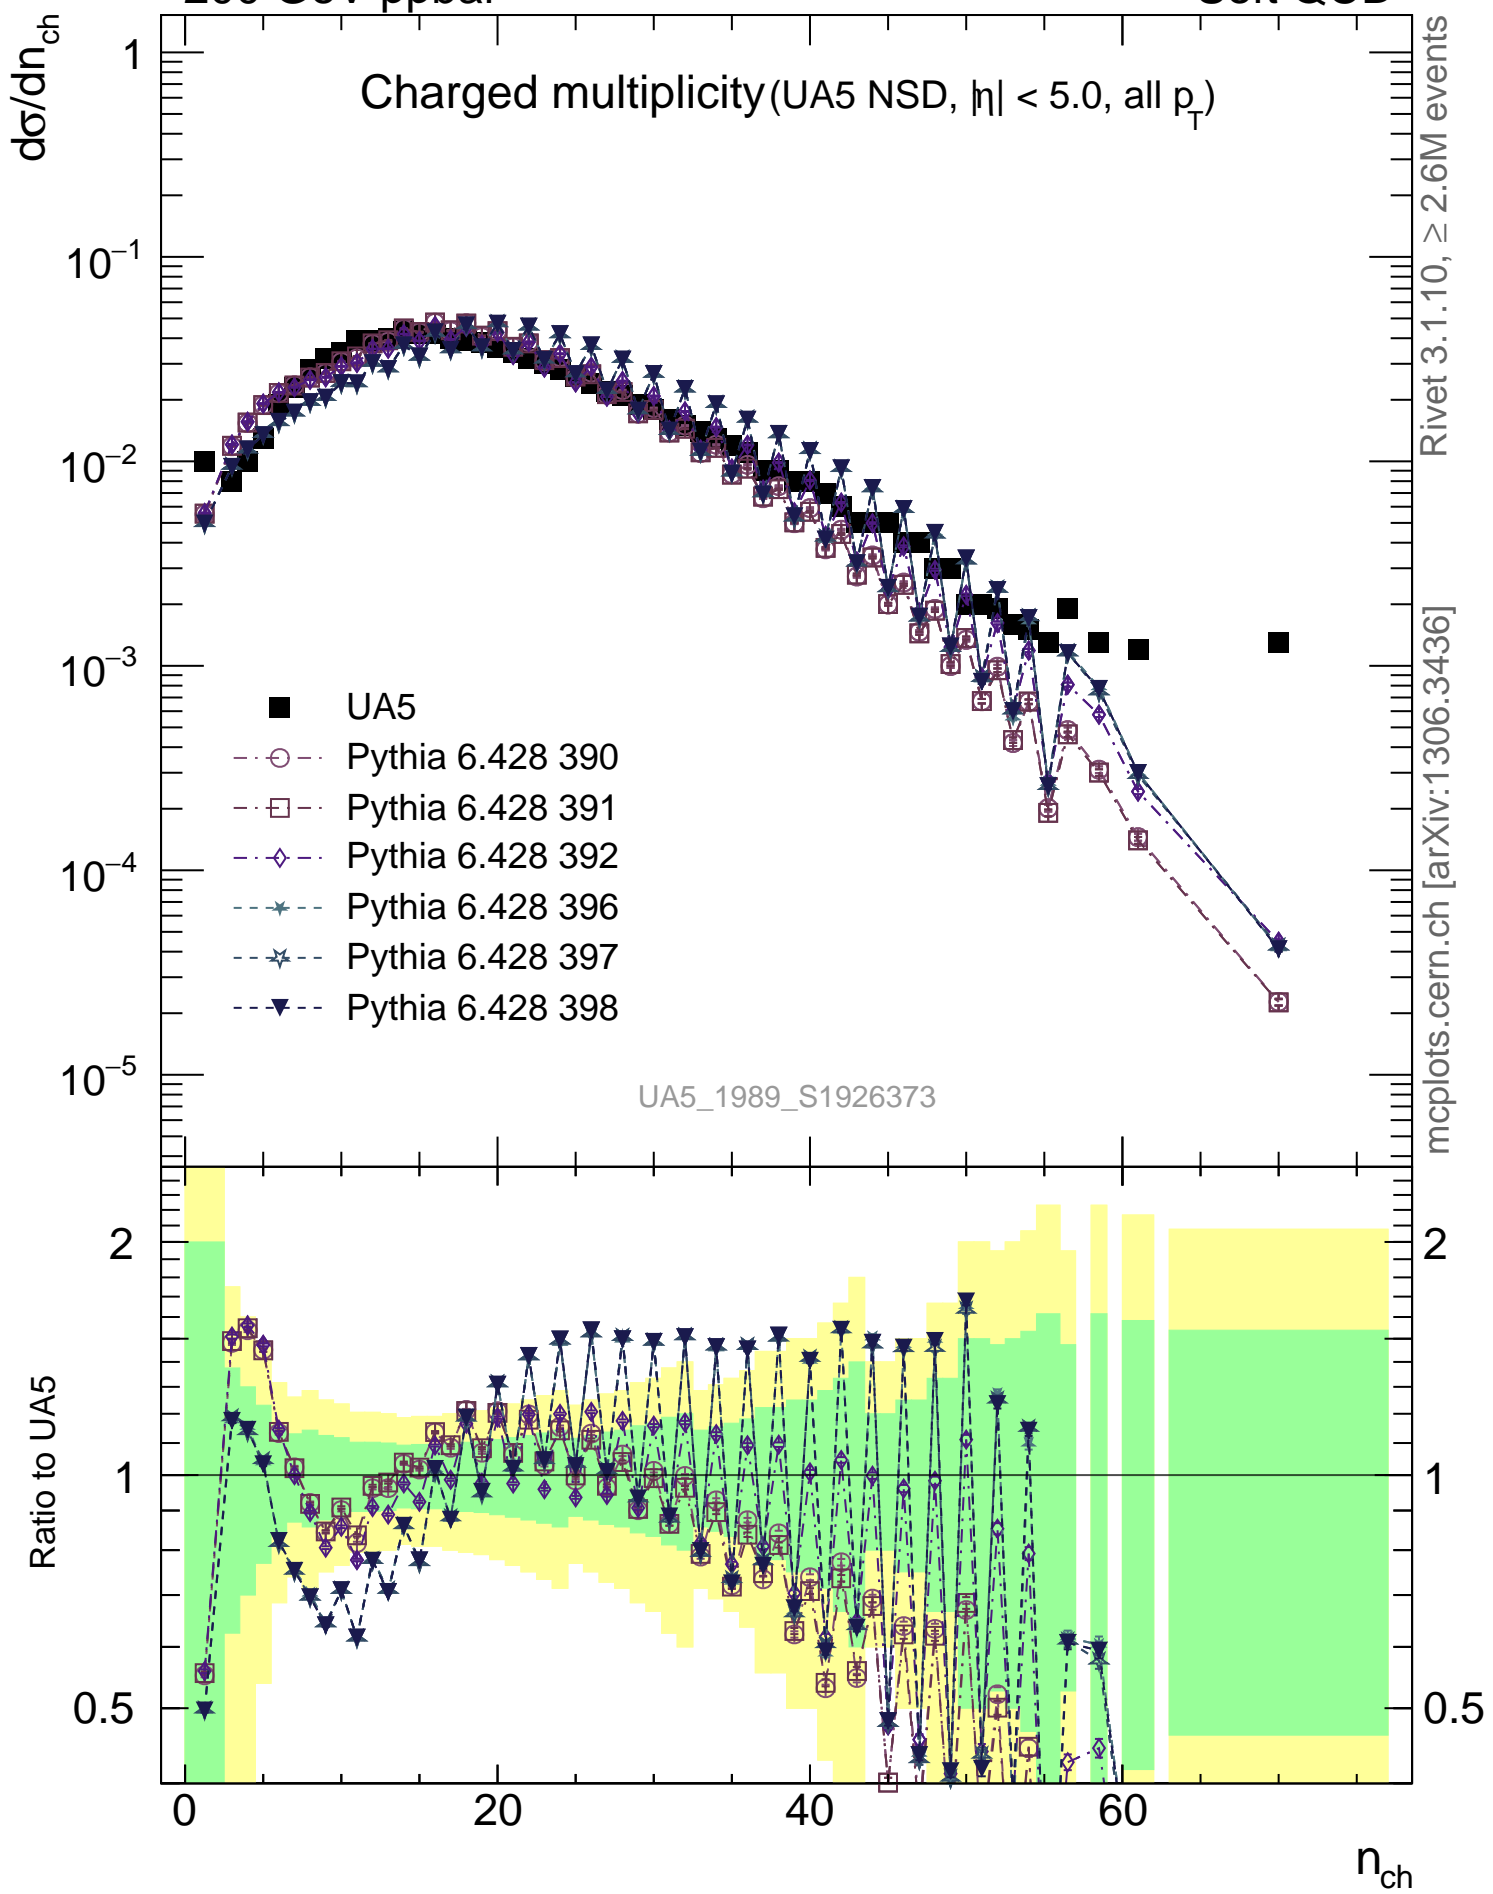 dσ/dn_ch
Charged multiplicity (UA5 NSD, |η| < 5.0, all p_T)
1
10⁻¹
10⁻²
10⁻³
10⁻⁴
10⁻⁵
UA5
Pythia 6.428 390
Pythia 6.428 391
Pythia 6.428 392
Pythia 6.428 396
Pythia 6.428 397
Pythia 6.428 398
UA5_1989_S1926373
Rivet 3.1.10, ≥ 2.6M events
mcplots.cern.ch [arXiv:1306.3436]
Ratio to UA5
2
1
0.5
2
1
0.5
0 20 40 60
n_ch